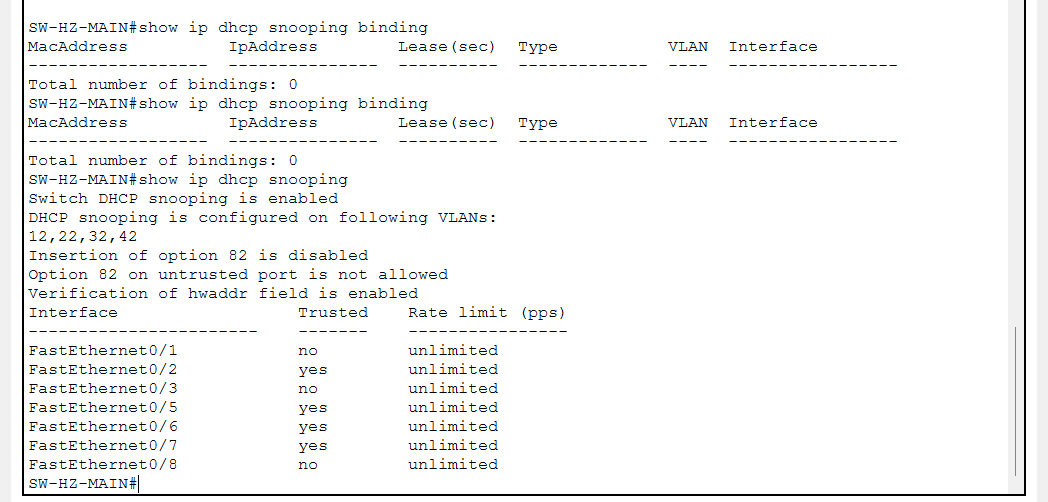 SW-HZ-MAIN#show ip dhcp snooping binding
MacAddress          IpAddress        Lease(sec)  Type           VLAN  Interface
------------------  ---------------  ----------  -------------  ----  -----------------
Total number of bindings: 0
SW-HZ-MAIN#show ip dhcp snooping binding
MacAddress          IpAddress        Lease(sec)  Type           VLAN  Interface
------------------  ---------------  ----------  -------------  ----  -----------------
Total number of bindings: 0
SW-HZ-MAIN#show ip dhcp snooping
Switch DHCP snooping is enabled
DHCP snooping is configured on following VLANs:
12,22,32,42
Insertion of option 82 is disabled
Option 82 on untrusted port is not allowed
Verification of hwaddr field is enabled
Interface                  Trusted    Rate limit (pps)
-----------------------    -------    ----------------
FastEthernet0/1            no         unlimited
FastEthernet0/2            yes        unlimited
FastEthernet0/3            no         unlimited
FastEthernet0/5            yes        unlimited
FastEthernet0/6            yes        unlimited
FastEthernet0/7            yes        unlimited
FastEthernet0/8            no         unlimited
SW-HZ-MAIN#